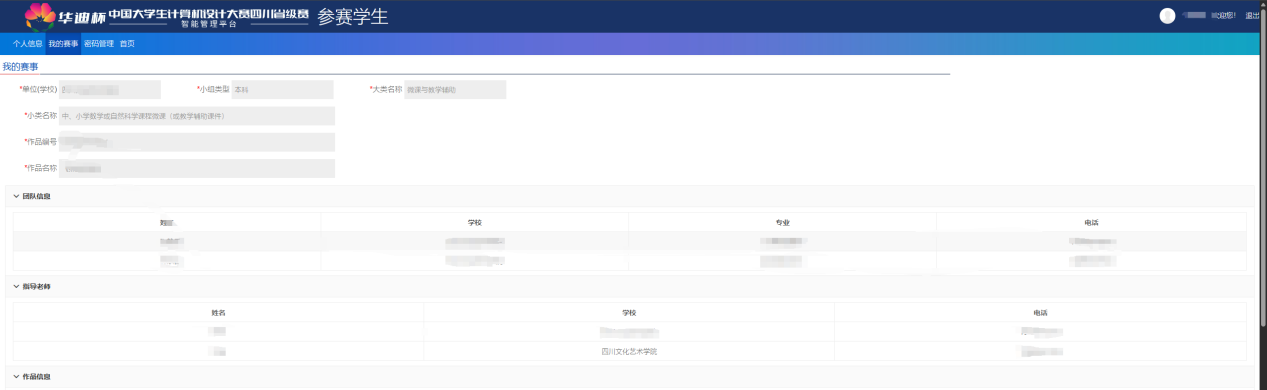 华迪杯 中国大学生计算机设计大赛四川省级赛 参赛学生
智能管理平台
欢迎您! 退出
个人信息 我的赛事 密码管理 首页
我的赛事
*单位(学校) *小组类型 本科 *大类名称 微课与教学辅助
*小类名称 中、小学数学或自然科学课程微课（或教学辅助课件）
*作品编号
*作品名称
团队信息
学校 专业 电话
指导老师
姓名 学校 电话
四川文化艺术学院
作品信息